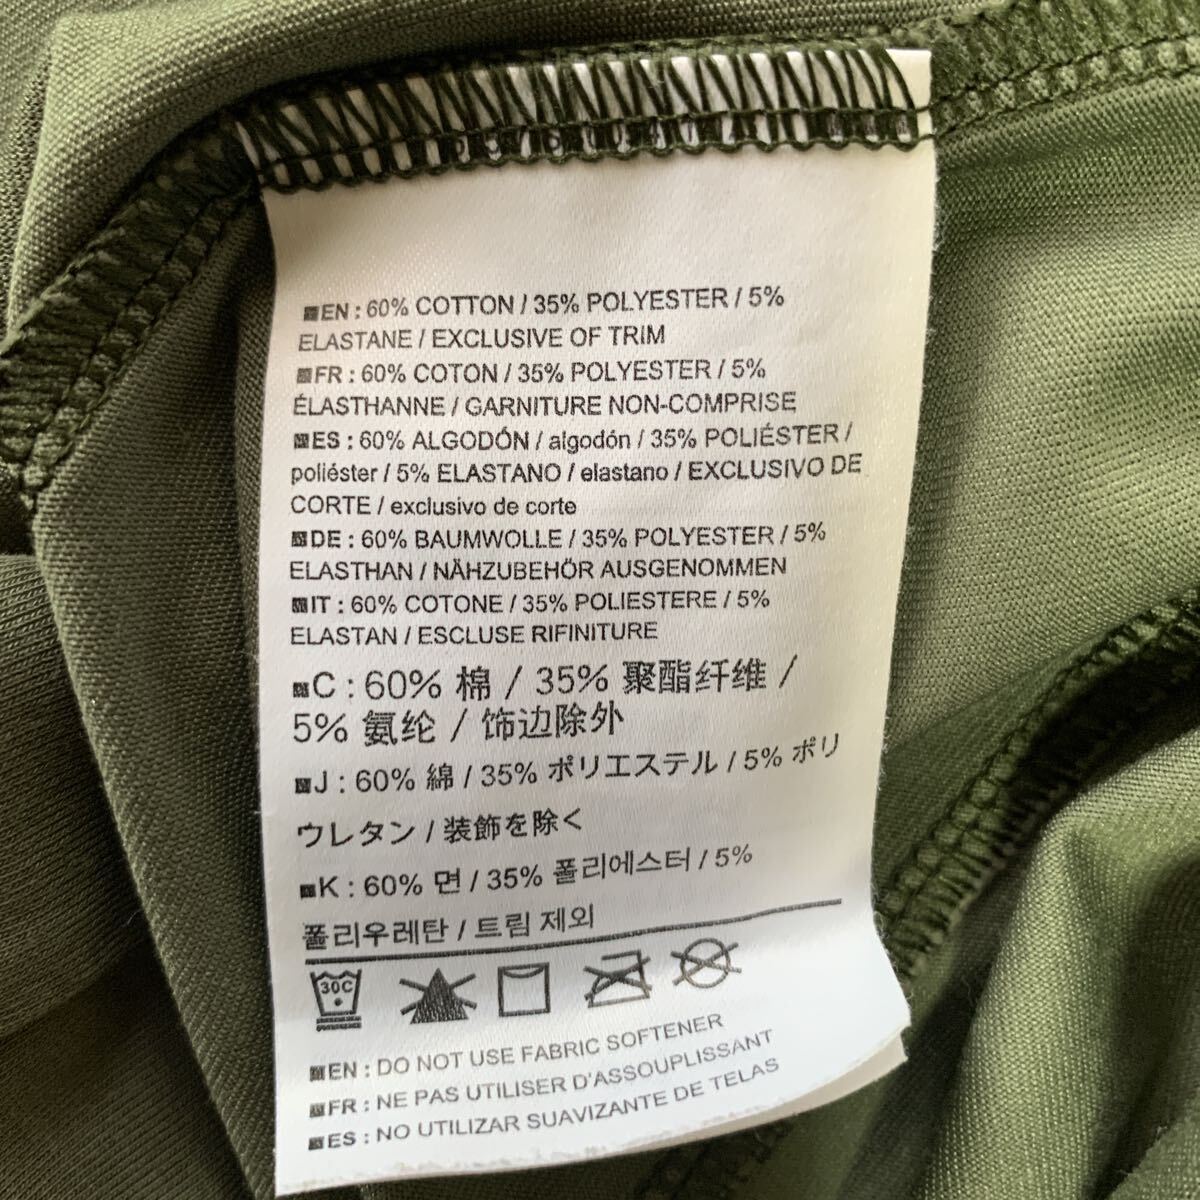 EN : 60% COTTON / 35% POLYESTER / 5%
ELASTANE / EXCLUSIVE OF TRIM
FR : 60% COTON / 35% POLYESTER / 5%
ÉLASTHANNE / GARNITURE NON-COMPRISE
ES : 60% ALGODÓN / algodón / 35% POLIÉSTER /
poliéster / 5% ELASTANO / elastano / EXCLUSIVO DE
CORTE / exclusivo de corte
DE : 60% BAUMWOLLE / 35% POLYESTER / 5%
ELASTHAN / NÄHZUBEHÖR AUSGENOMMEN
IT : 60% COTONE / 35% POLIESTERE / 5%
ELASTAN / ESCLUSE RIFINITURE
C : 60% 棉 / 35% 聚酯纤维 /
5% 氨纶 / 饰边除外
J : 60% 綿 / 35% ポリエステル / 5% ポリ
ウレタン / 装飾を除く
K : 60% 면 / 35% 폴리에스터 / 5%
폴리우레탄 / 트림 제외
30C
EN : DO NOT USE FABRIC SOFTENER
FR : NE PAS UTILISER D'ASSOUPLISSANT
ES : NO UTILIZAR SUAVIZANTE DE TELAS